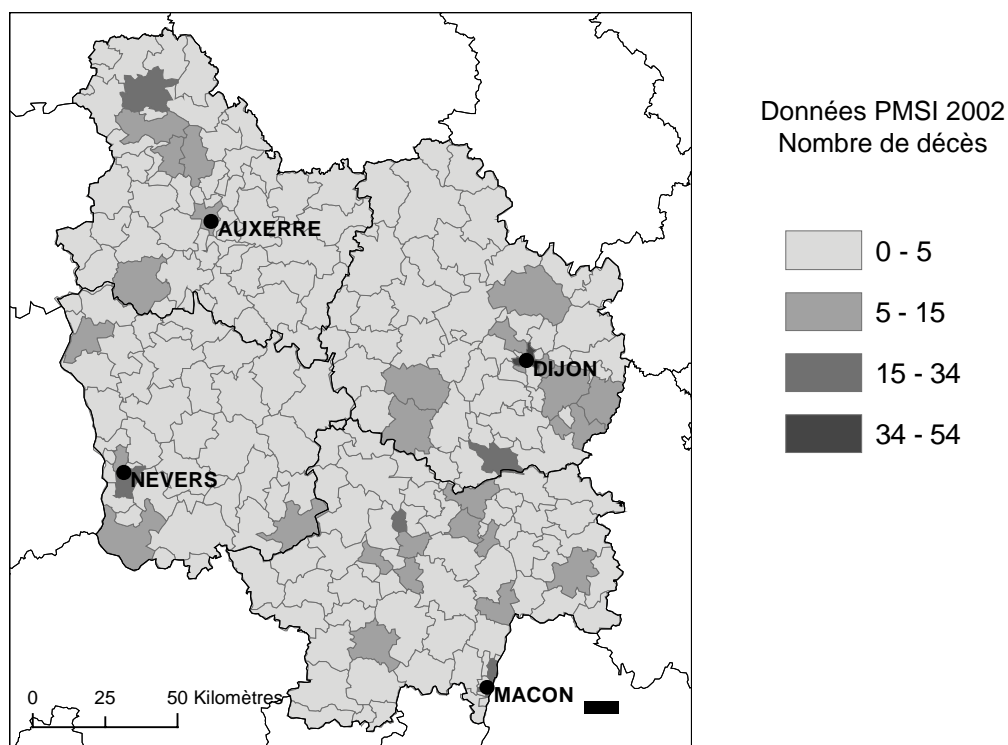 Données PMSI 2002
Nombre de décès
0 - 5
5 - 15
15 - 34
34 - 54
AUXERRE
DIJON
NEVERS
MACON
0 25 50 Kilomètres